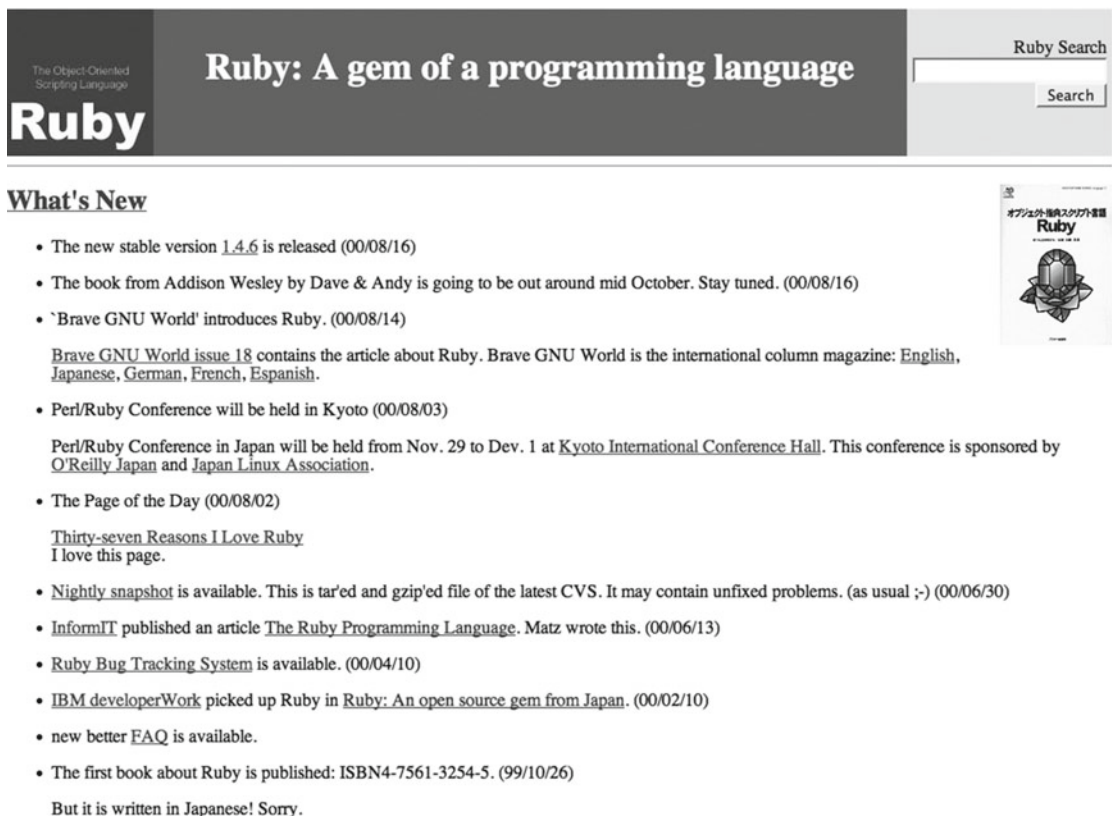 The Object-Oriented
Scripting Language
Ruby
Ruby: A gem of a programming language
Ruby Search
Search
What's New
オブジェクト指向スクリプト言語
Ruby
• The new stable version 1.4.6 is released (00/08/16)
• The book from Addison Wesley by Dave & Andy is going to be out around mid October. Stay tuned. (00/08/16)
• `Brave GNU World' introduces Ruby. (00/08/14)
Brave GNU World issue 18 contains the article about Ruby. Brave GNU World is the international column magazine: English,
Japanese, German, French, Espanish.
• Perl/Ruby Conference will be held in Kyoto (00/08/03)
Perl/Ruby Conference in Japan will be held from Nov. 29 to Dev. 1 at Kyoto International Conference Hall. This conference is sponsored by
O'Reilly Japan and Japan Linux Association.
• The Page of the Day (00/08/02)
Thirty-seven Reasons I Love Ruby
I love this page.
• Nightly snapshot is available. This is tar'ed and gzip'ed file of the latest CVS. It may contain unfixed problems. (as usual ;-) (00/06/30)
• InformIT published an article The Ruby Programming Language. Matz wrote this. (00/06/13)
• Ruby Bug Tracking System is available. (00/04/10)
• IBM developerWork picked up Ruby in Ruby: An open source gem from Japan. (00/02/10)
• new better FAQ is available.
• The first book about Ruby is published: ISBN4-7561-3254-5. (99/10/26)
But it is written in Japanese! Sorry.